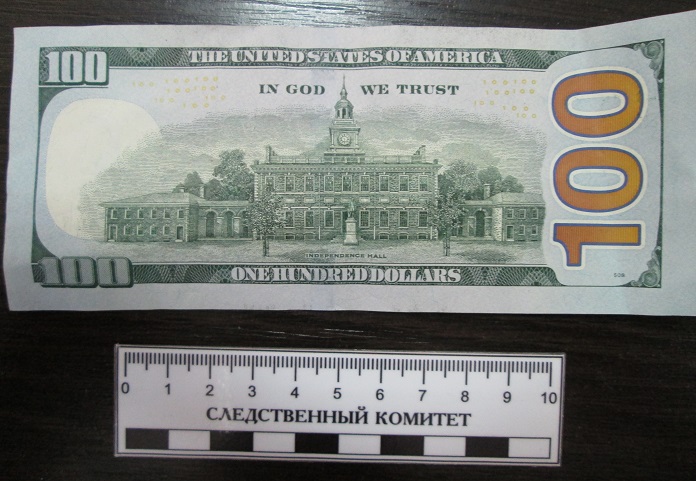 100
THE UNITED STATES OF AMERICA
IN GOD WE TRUST
100
INDEPENDENCE HALL
100
ONE HUNDRED DOLLARS
0 1 2 3 4 5 6 7 8 9 10
СЛЕДСТВЕННЫЙ КОМИТЕТ